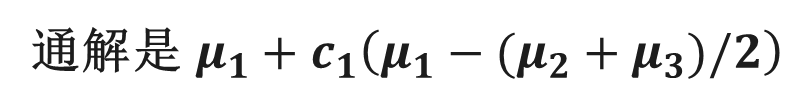 通解是 μ₁ + c₁(μ₁ − (μ₂ + μ₃)/2)